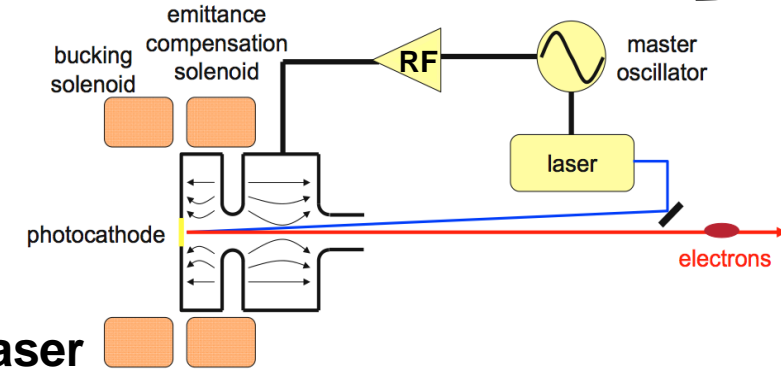 emittance
compensation
solenoid
bucking
solenoid
RF
master
oscillator
laser
photocathode
electrons
aser